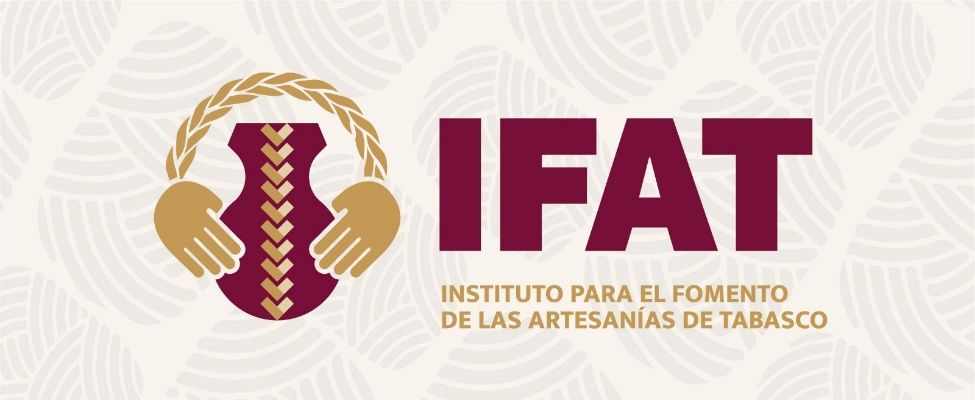 IFAT
INSTITUTO PARA EL FOMENTO
DE LAS ARTESANÍAS DE TABASCO